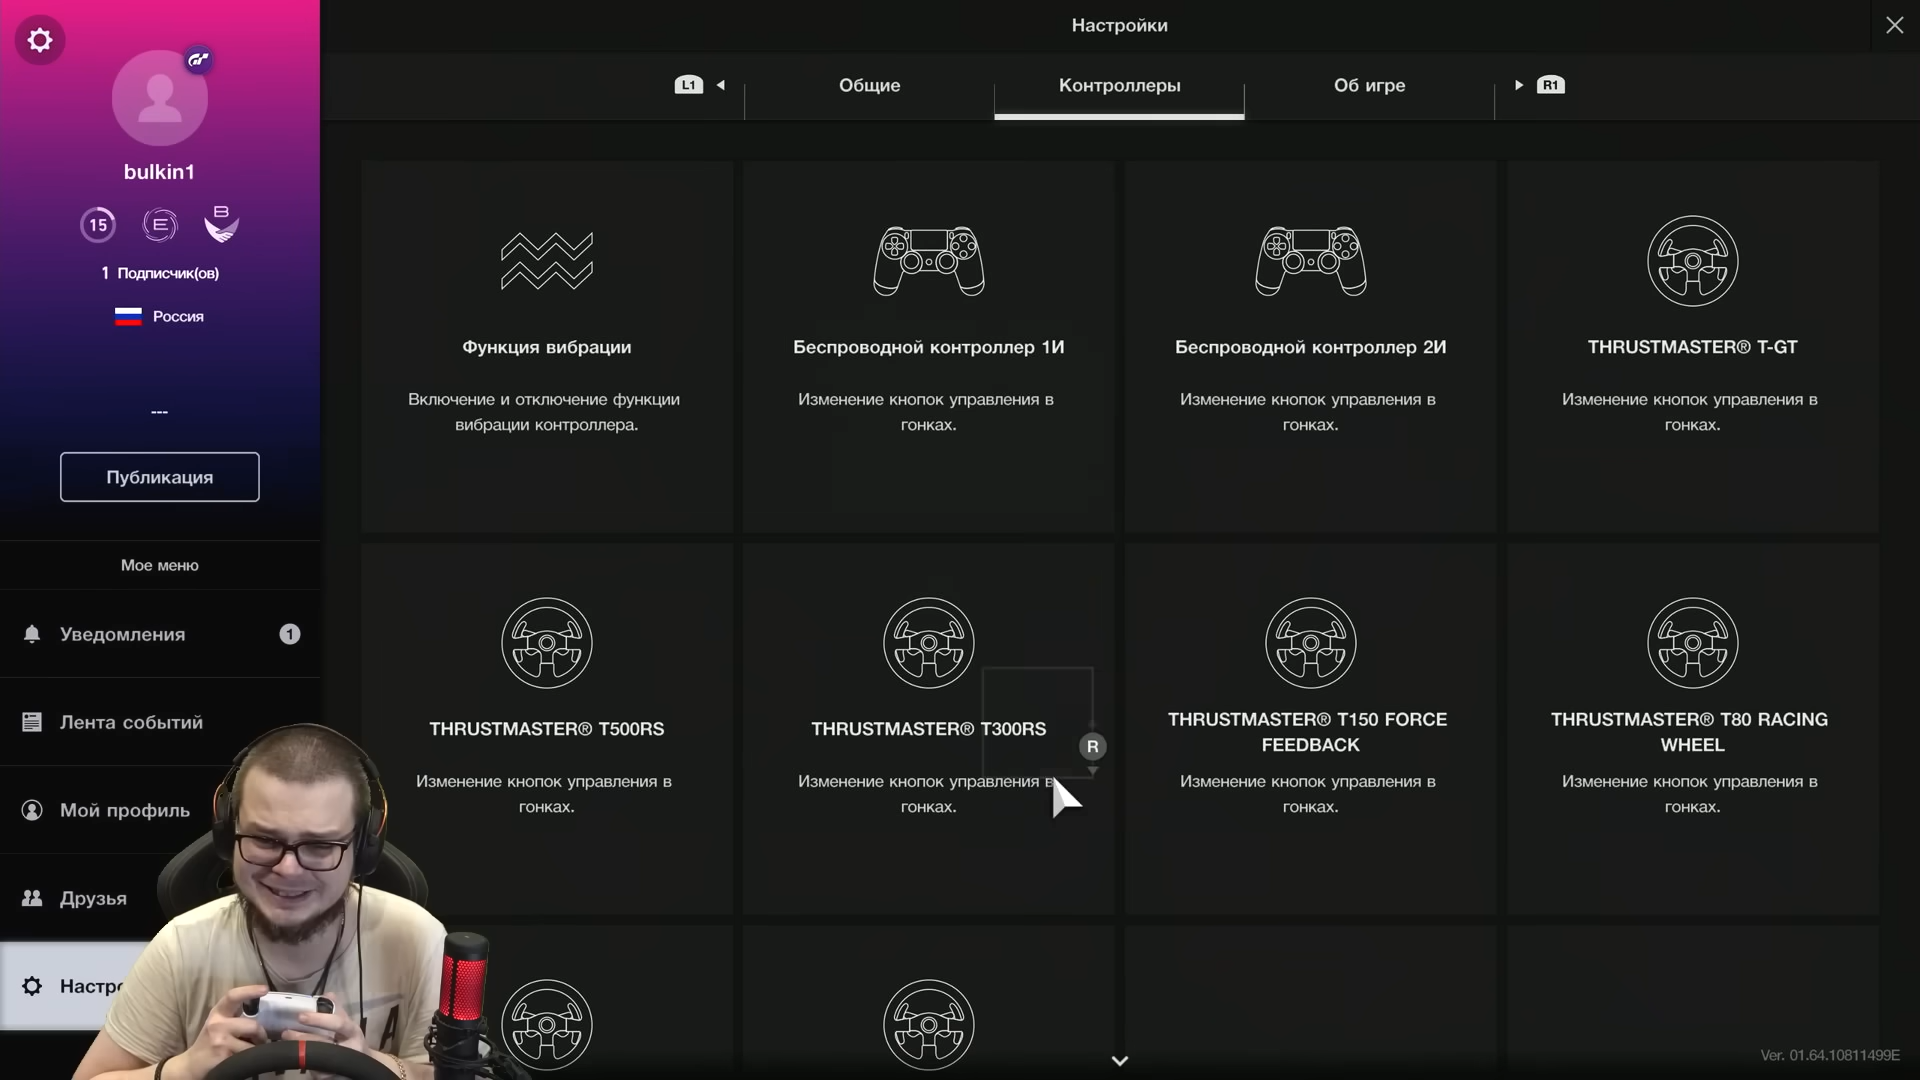 Настройки
L1
Общие
Контроллеры
Об игре
R1
bulkin1
15
E
B
1 Подписчик(ов)
Россия
---
Публикация
Мое меню
Уведомления
1
Лента событий
Мой профиль
Друзья
Настро
Функция вибрации
Включение и отключение функции
вибрации контроллера.
Беспроводной контроллер 1И
Изменение кнопок управления в
гонках.
Беспроводной контроллер 2И
Изменение кнопок управления в
гонках.
THRUSTMASTER® T-GT
Изменение кнопок управления в
гонках.
THRUSTMASTER® T500RS
Изменение кнопок управления в
гонках.
THRUSTMASTER® T300RS
Изменение кнопок управления в
гонках.
R
THRUSTMASTER® T150 FORCE
FEEDBACK
Изменение кнопок управления в
гонках.
THRUSTMASTER® T80 RACING
WHEEL
Изменение кнопок управления в
гонках.
Ver. 01.64.10811499E